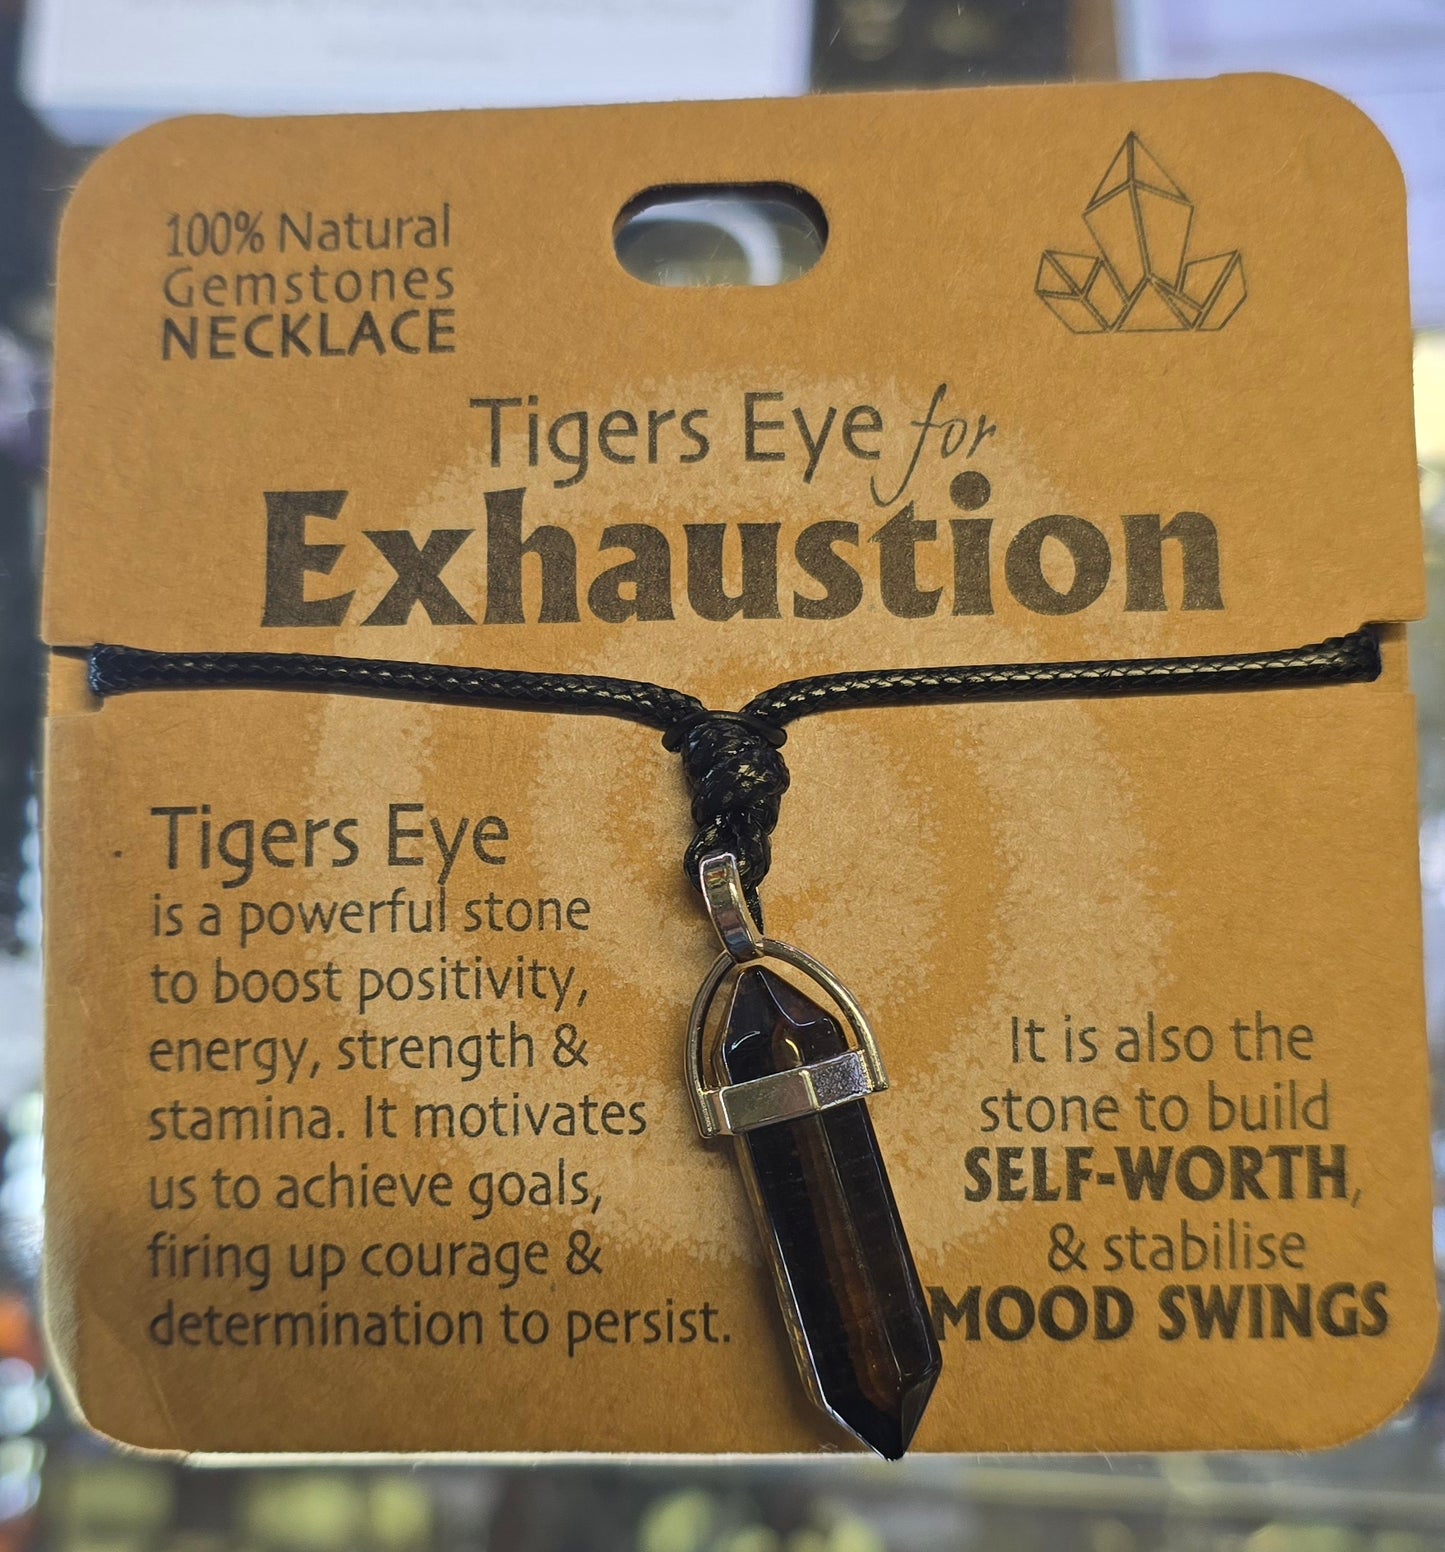 100% Natural
Gemstones
NECKLACE
Tigers Eye for
Exhaustion
Tigers Eye
is a powerful stone
to boost positivity,
energy, strength &
stamina. It motivates
us to achieve goals,
firing up courage &
determination to persist.
It is also the
stone to build
SELF-WORTH,
& stabilise
MOOD SWINGS